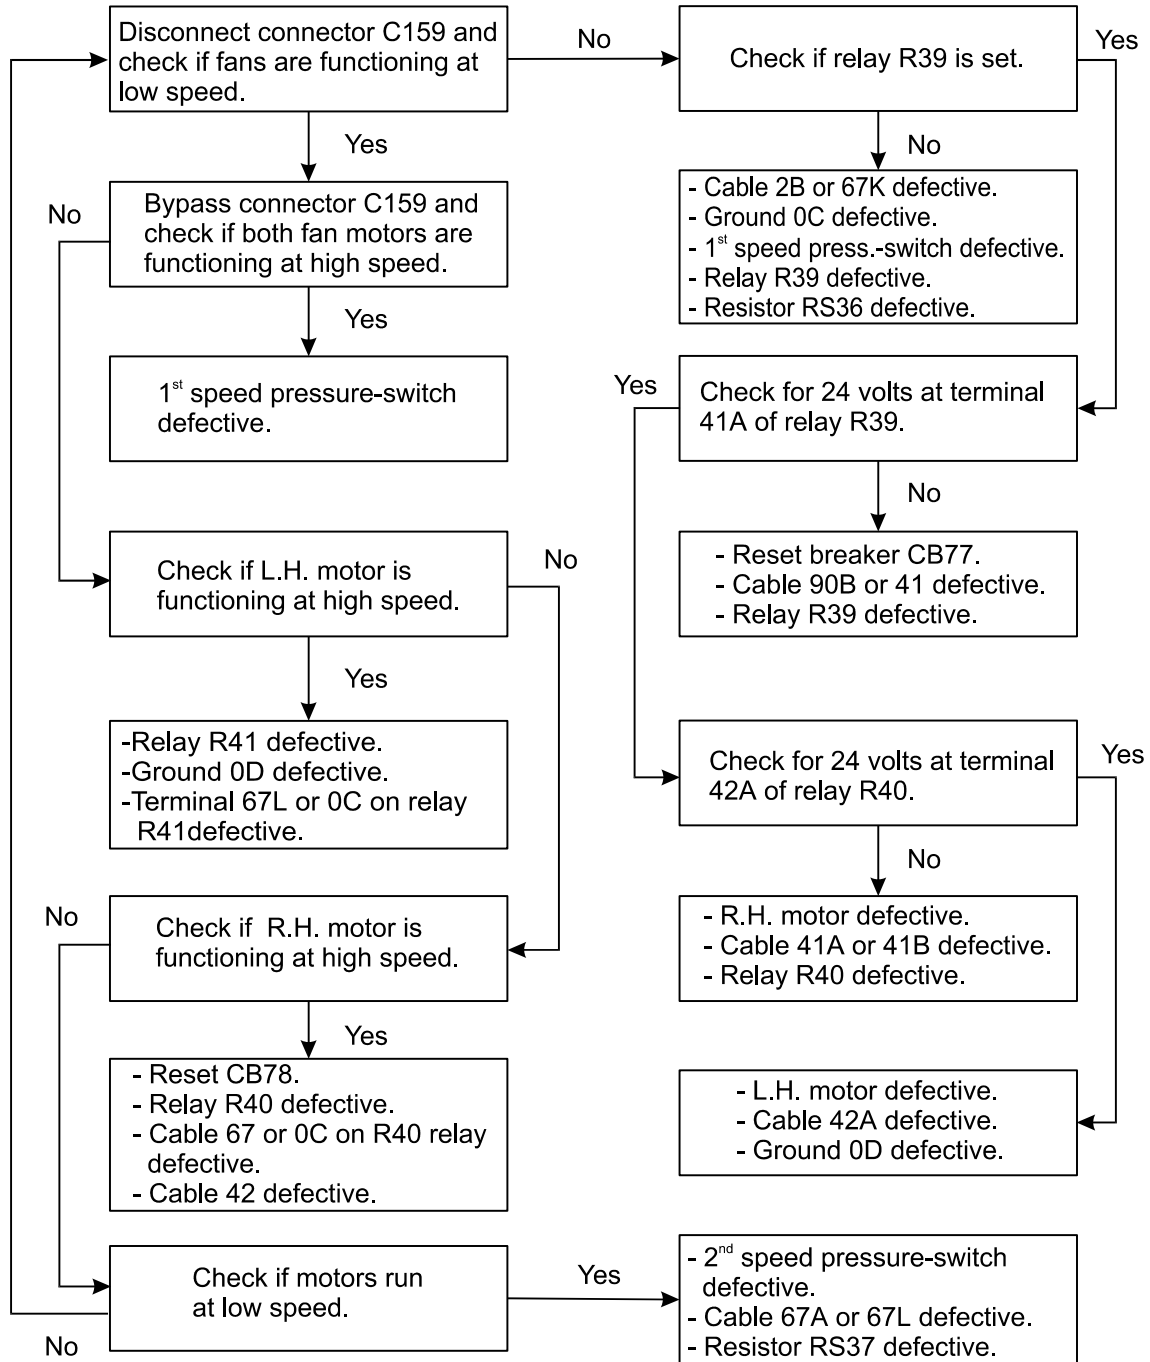 Disconnect connector C159 and
check if fans are functioning at
low speed.
No
Check if relay R39 is set.
Yes
Yes
No
- Cable 2B or 67K defective.
- Ground 0C defective.
- 1st speed press.-switch defective.
- Relay R39 defective.
- Resistor RS36 defective.
No
Bypass connector C159 and
check if both fan motors are
functioning at high speed.
Yes
1st speed pressure-switch
defective.
Yes
Check for 24 volts at terminal
41A of relay R39.
No
- Reset breaker CB77.
- Cable 90B or 41 defective.
- Relay R39 defective.
Check if L.H. motor is
functioning at high speed.
No
Yes
-Relay R41 defective.
-Ground 0D defective.
-Terminal 67L or 0C on relay
R41defective.
Check for 24 volts at terminal
42A of relay R40.
Yes
No
- R.H. motor defective.
- Cable 41A or 41B defective.
- Relay R40 defective.
No
Check if R.H. motor is
functioning at high speed.
Yes
- Reset CB78.
- Relay R40 defective.
- Cable 67 or 0C on R40 relay
defective.
- Cable 42 defective.
- L.H. motor defective.
- Cable 42A defective.
- Ground 0D defective.
Check if motors run
at low speed.
Yes
No
- 2nd speed pressure-switch
defective.
- Cable 67A or 67L defective.
- Resistor RS37 defective.